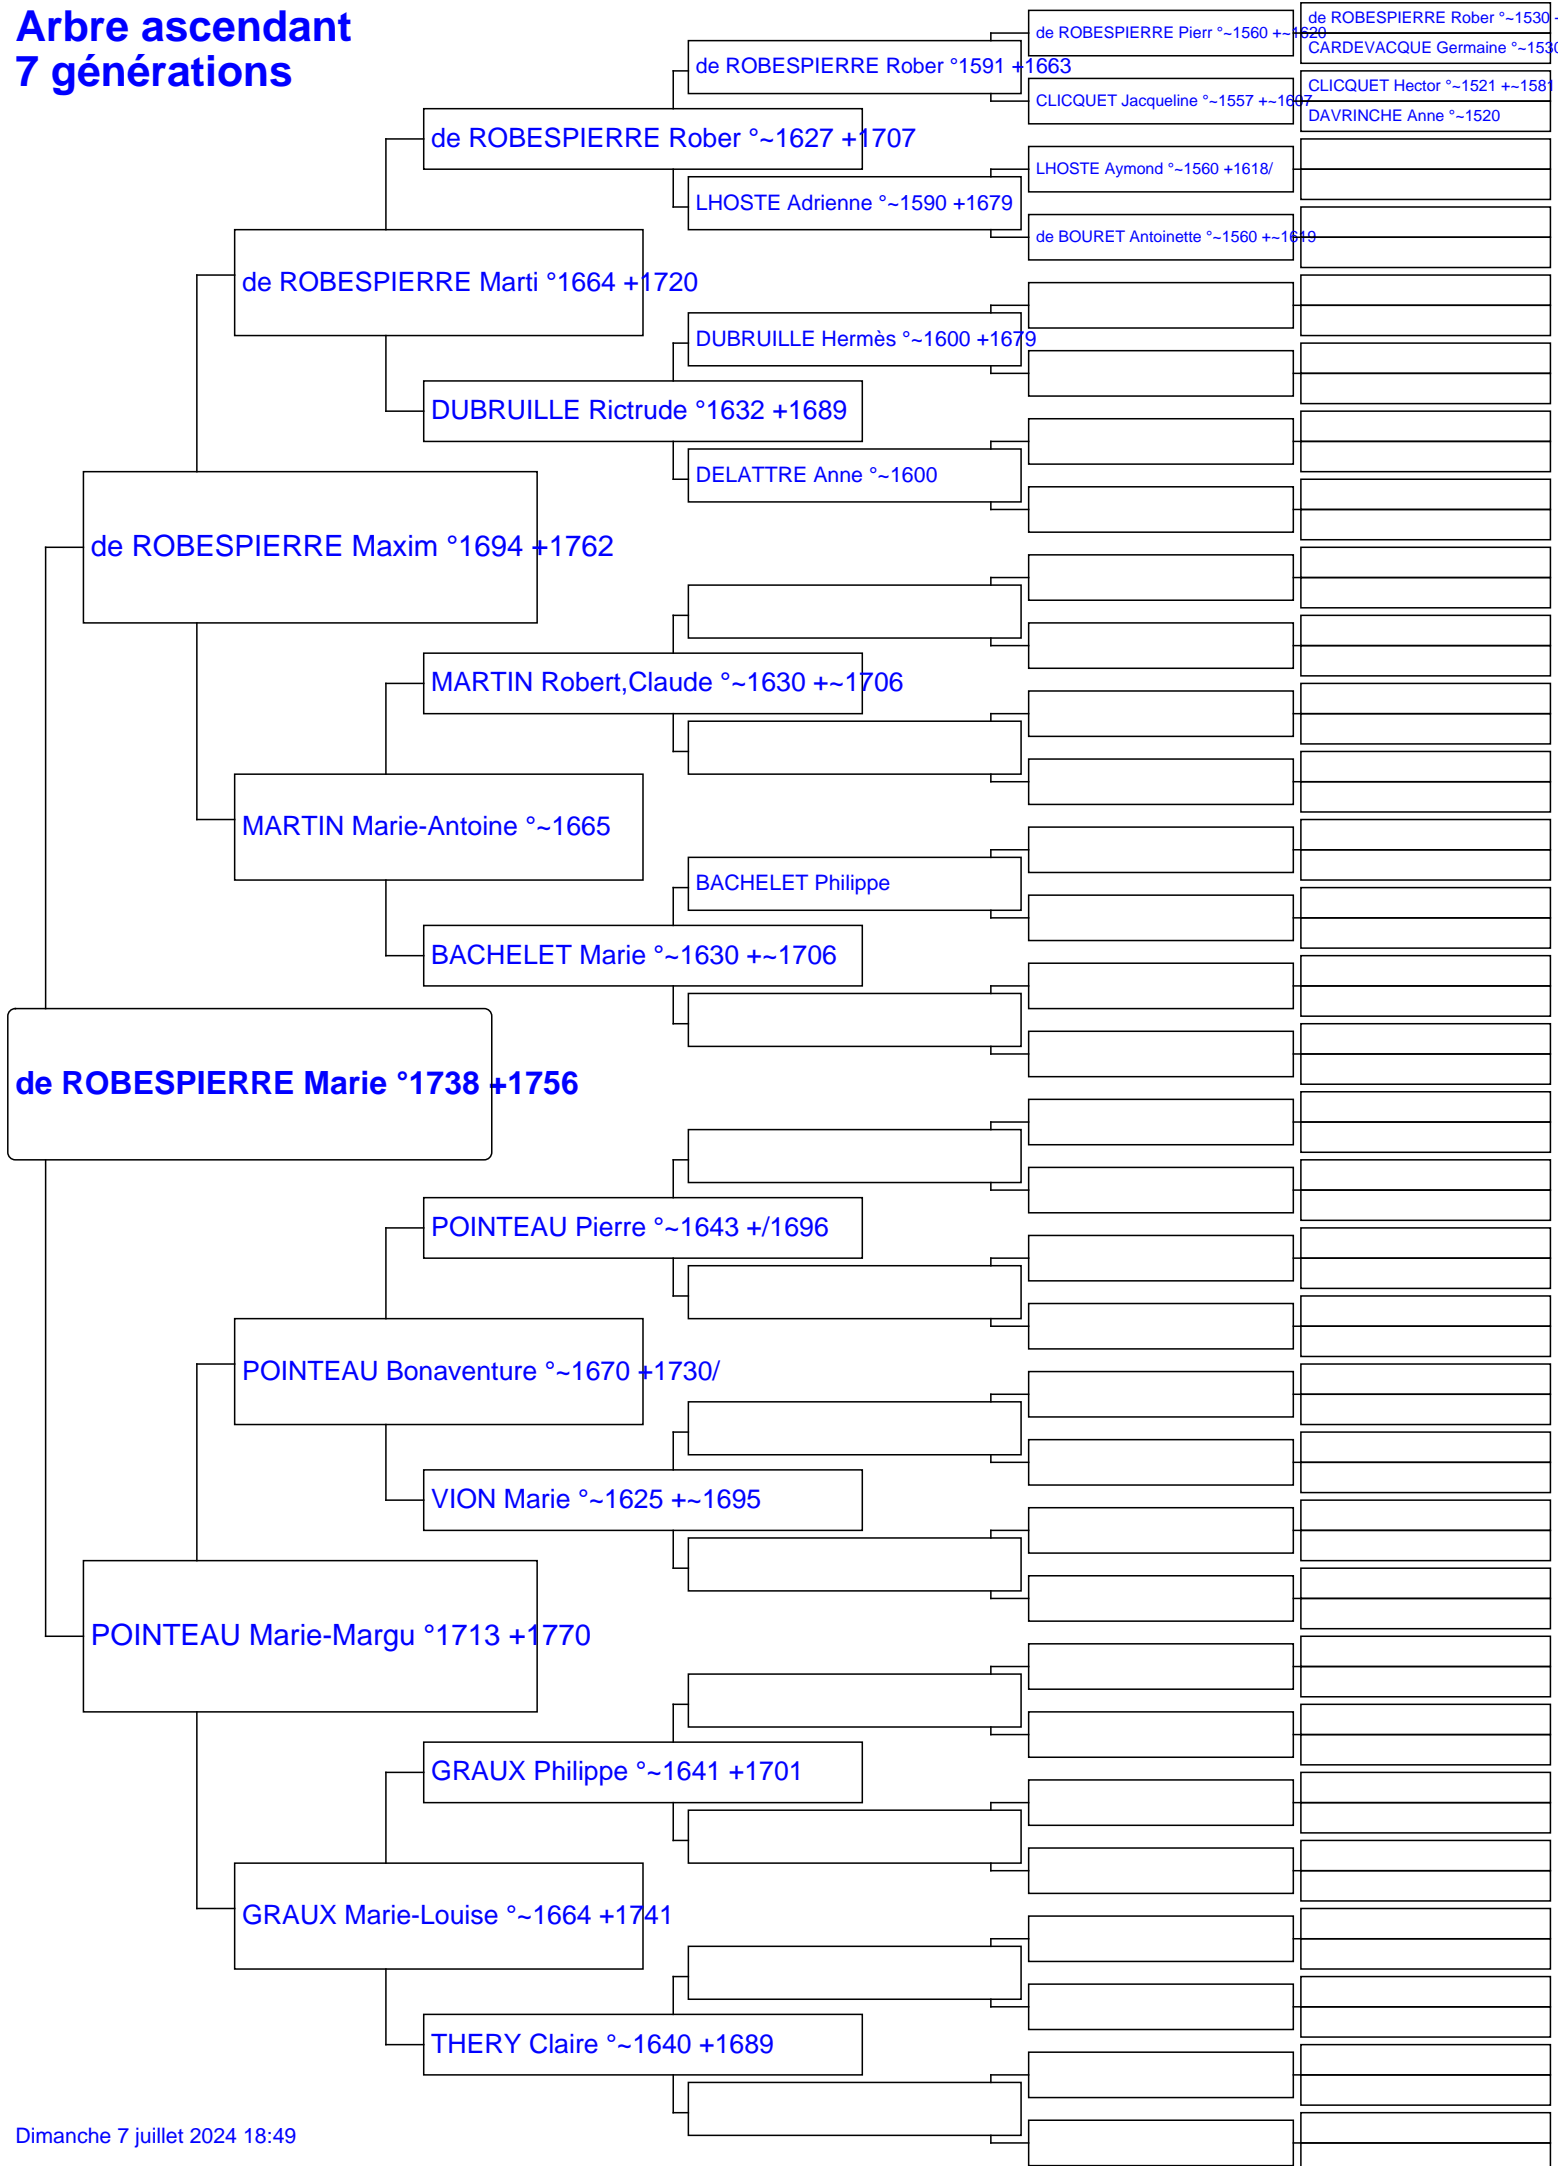 Arbre ascendant
7 générations
de ROBESPIERRE Rober °~1530 +
de ROBESPIERRE Pierr °~1560 +~1620
CARDEVACQUE Germaine °~1530
de ROBESPIERRE Rober °1591 +1663
CLICQUET Hector °~1521 +~1581
CLICQUET Jacqueline °~1557 +~1607
DAVRINCHE Anne °~1520
de ROBESPIERRE Rober °~1627 +1707
LHOSTE Aymond °~1560 +1618/
LHOSTE Adrienne °~1590 +1679
de BOURET Antoinette °~1560 +~1619
de ROBESPIERRE Marti °1664 +1720
DUBRUILLE Hermès °~1600 +1679
DUBRUILLE Rictrude °1632 +1689
DELATTRE Anne °~1600
de ROBESPIERRE Maxim °1694 +1762
MARTIN Robert,Claude °~1630 +~1706
MARTIN Marie-Antoine °~1665
BACHELET Philippe
BACHELET Marie °~1630 +~1706
de ROBESPIERRE Marie °1738 +1756
POINTEAU Pierre °~1643 +/1696
POINTEAU Bonaventure °~1670 +1730/
VION Marie °~1625 +~1695
POINTEAU Marie-Margu °1713 +1770
GRAUX Philippe °~1641 +1701
GRAUX Marie-Louise °~1664 +1741
THERY Claire °~1640 +1689
Dimanche 7 juillet 2024 18:49